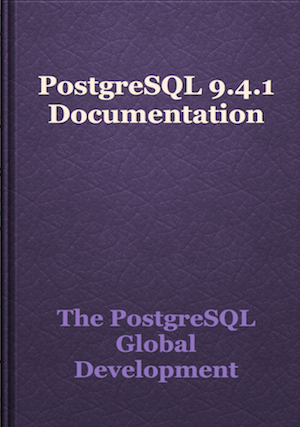 PostgreSQL 9.4.1
Documentation
The PostgreSQL
Global
Development